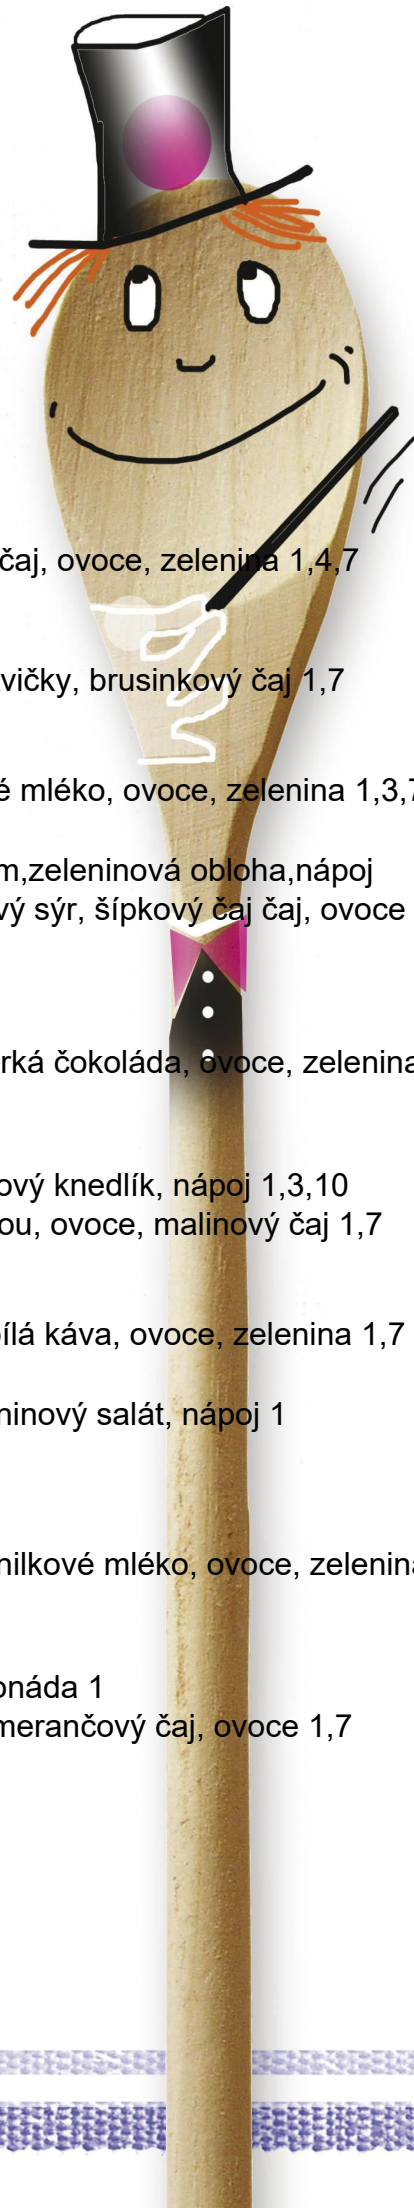 čaj, ovoce, zelenina 1,4,7
vičky, brusinkový čaj 1,7
é mléko, ovoce, zelenina 1,3,7
m,zeleninová obloha,nápoj
vý sýr, šípkový čaj čaj, ovoce
rká čokoláda, ovoce, zelenina
ový knedlík, nápoj 1,3,10
ou, ovoce, malinový čaj 1,7
bílá káva, ovoce, zelenina 1,7
ninový salát, nápoj 1
nilkové mléko, ovoce, zelenina
onáda 1
merančový čaj, ovoce 1,7